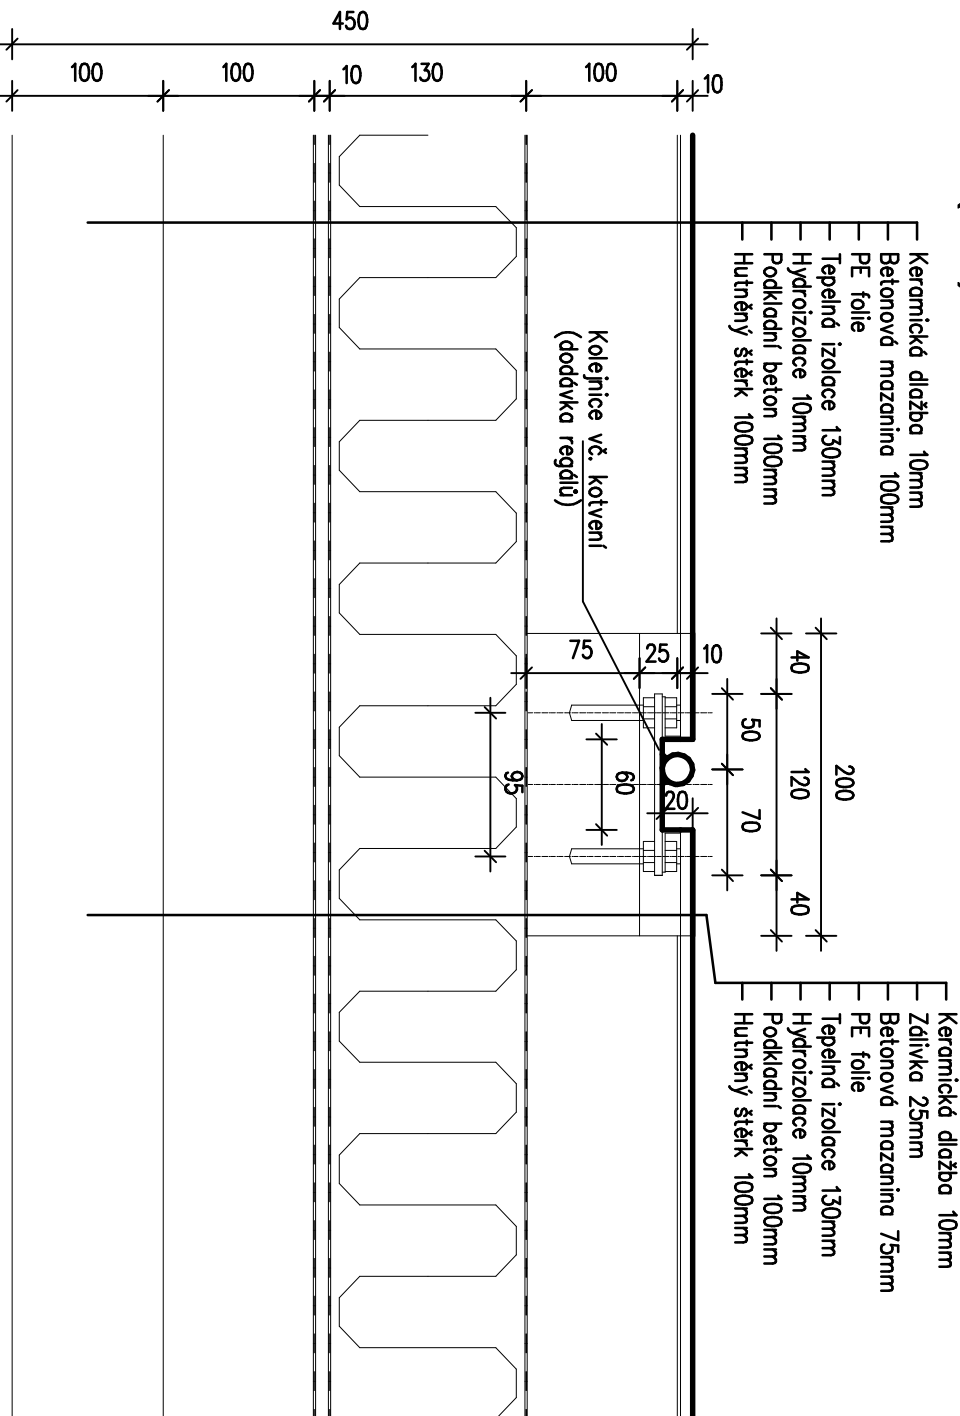 450
100
100
10
130
100
10
Keramická dlažba 10mm
Betonová mazanina 100mm
PE folie
Tepelná izolace 130mm
Hydroizolace 10mm
Podkladní beton 100mm
Hutněný štěrk 100mm
Kolejnice vč. kotvení
(dodávka regálů)
200
40
120
40
50
70
75
25
10
20
60
95
Keramická dlažba 10mm
Zálivka 25mm
Betonová mazanina 75mm
PE folie
Tepelná izolace 130mm
Hydroizolace 10mm
Podkladní beton 100mm
Hutněný štěrk 100mm